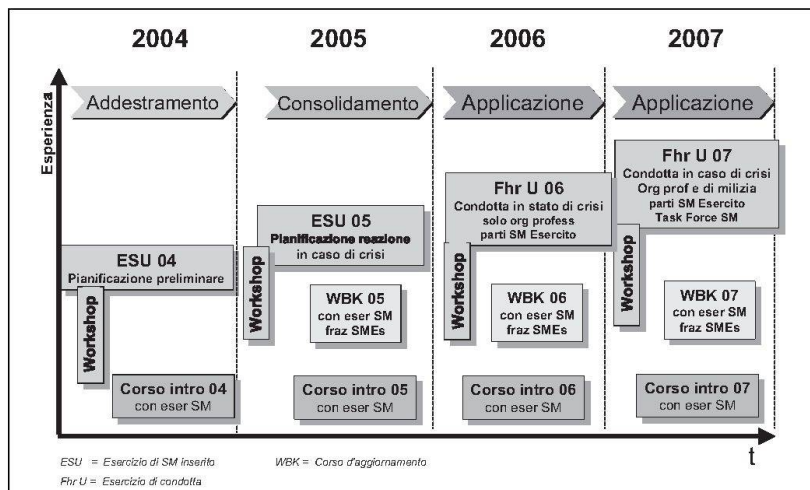 2004
2005
2006
2007
Esperienza
Addestramento
Consolidamento
Applicazione
Applicazione
ESU 04
Pianificazione preliminare
Workshop
Corso intro 04
con eser SM
ESU 05
Pianificazione reazione
in caso di crisi
Workshop
WBK 05
con eser SM
fraz SMEs
Corso intro 05
con eser SM
Fhr U 06
Condotta in stato di crisi
solo org profess
parti SM Esercito
Workshop
WBK 06
con eser SM
fraz SMEs
Corso intro 06
con eser SM
Fhr U 07
Condotta in caso di crisi
Org prof e di milizia
parti SM Esercito
Task Force SM
Workshop
WBK 07
con eser SM
fraz SMEs
Corso intro 07
con eser SM
t
ESU = Esercizio di SM inserito
WBK = Corso d'aggiornamento
Fhr U = Esercizio di condotta